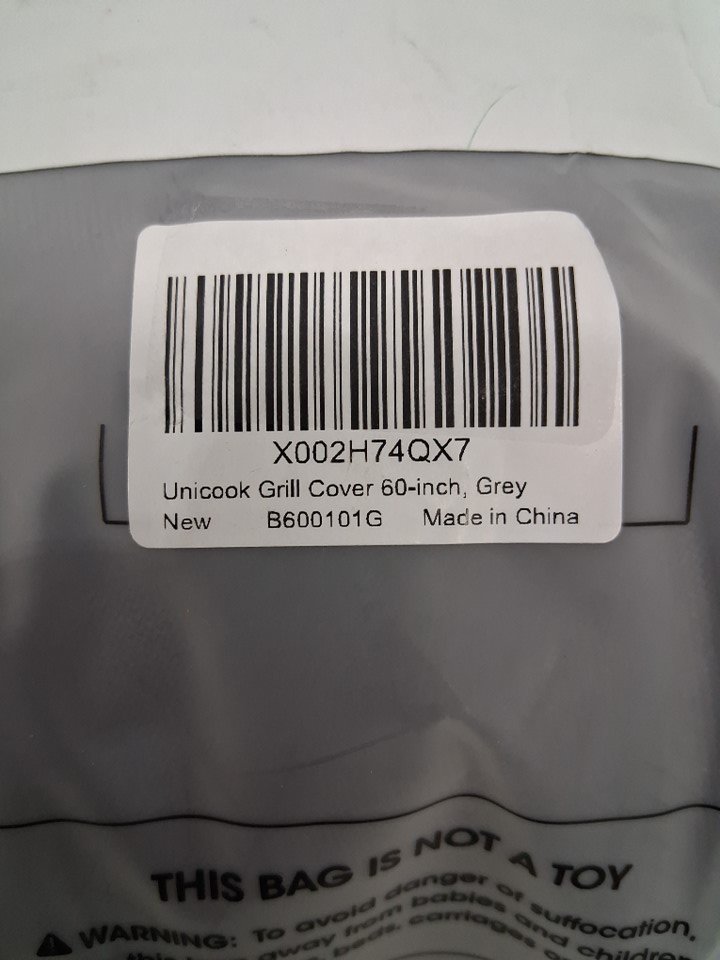 X002H74QX7
Unicook Grill Cover 60-inch, Grey
New B600101G Made in China
THIS BAG IS NOT A TOY
WARNING: To avoid danger of suffocation,
this away from babies and children
beds, carriages